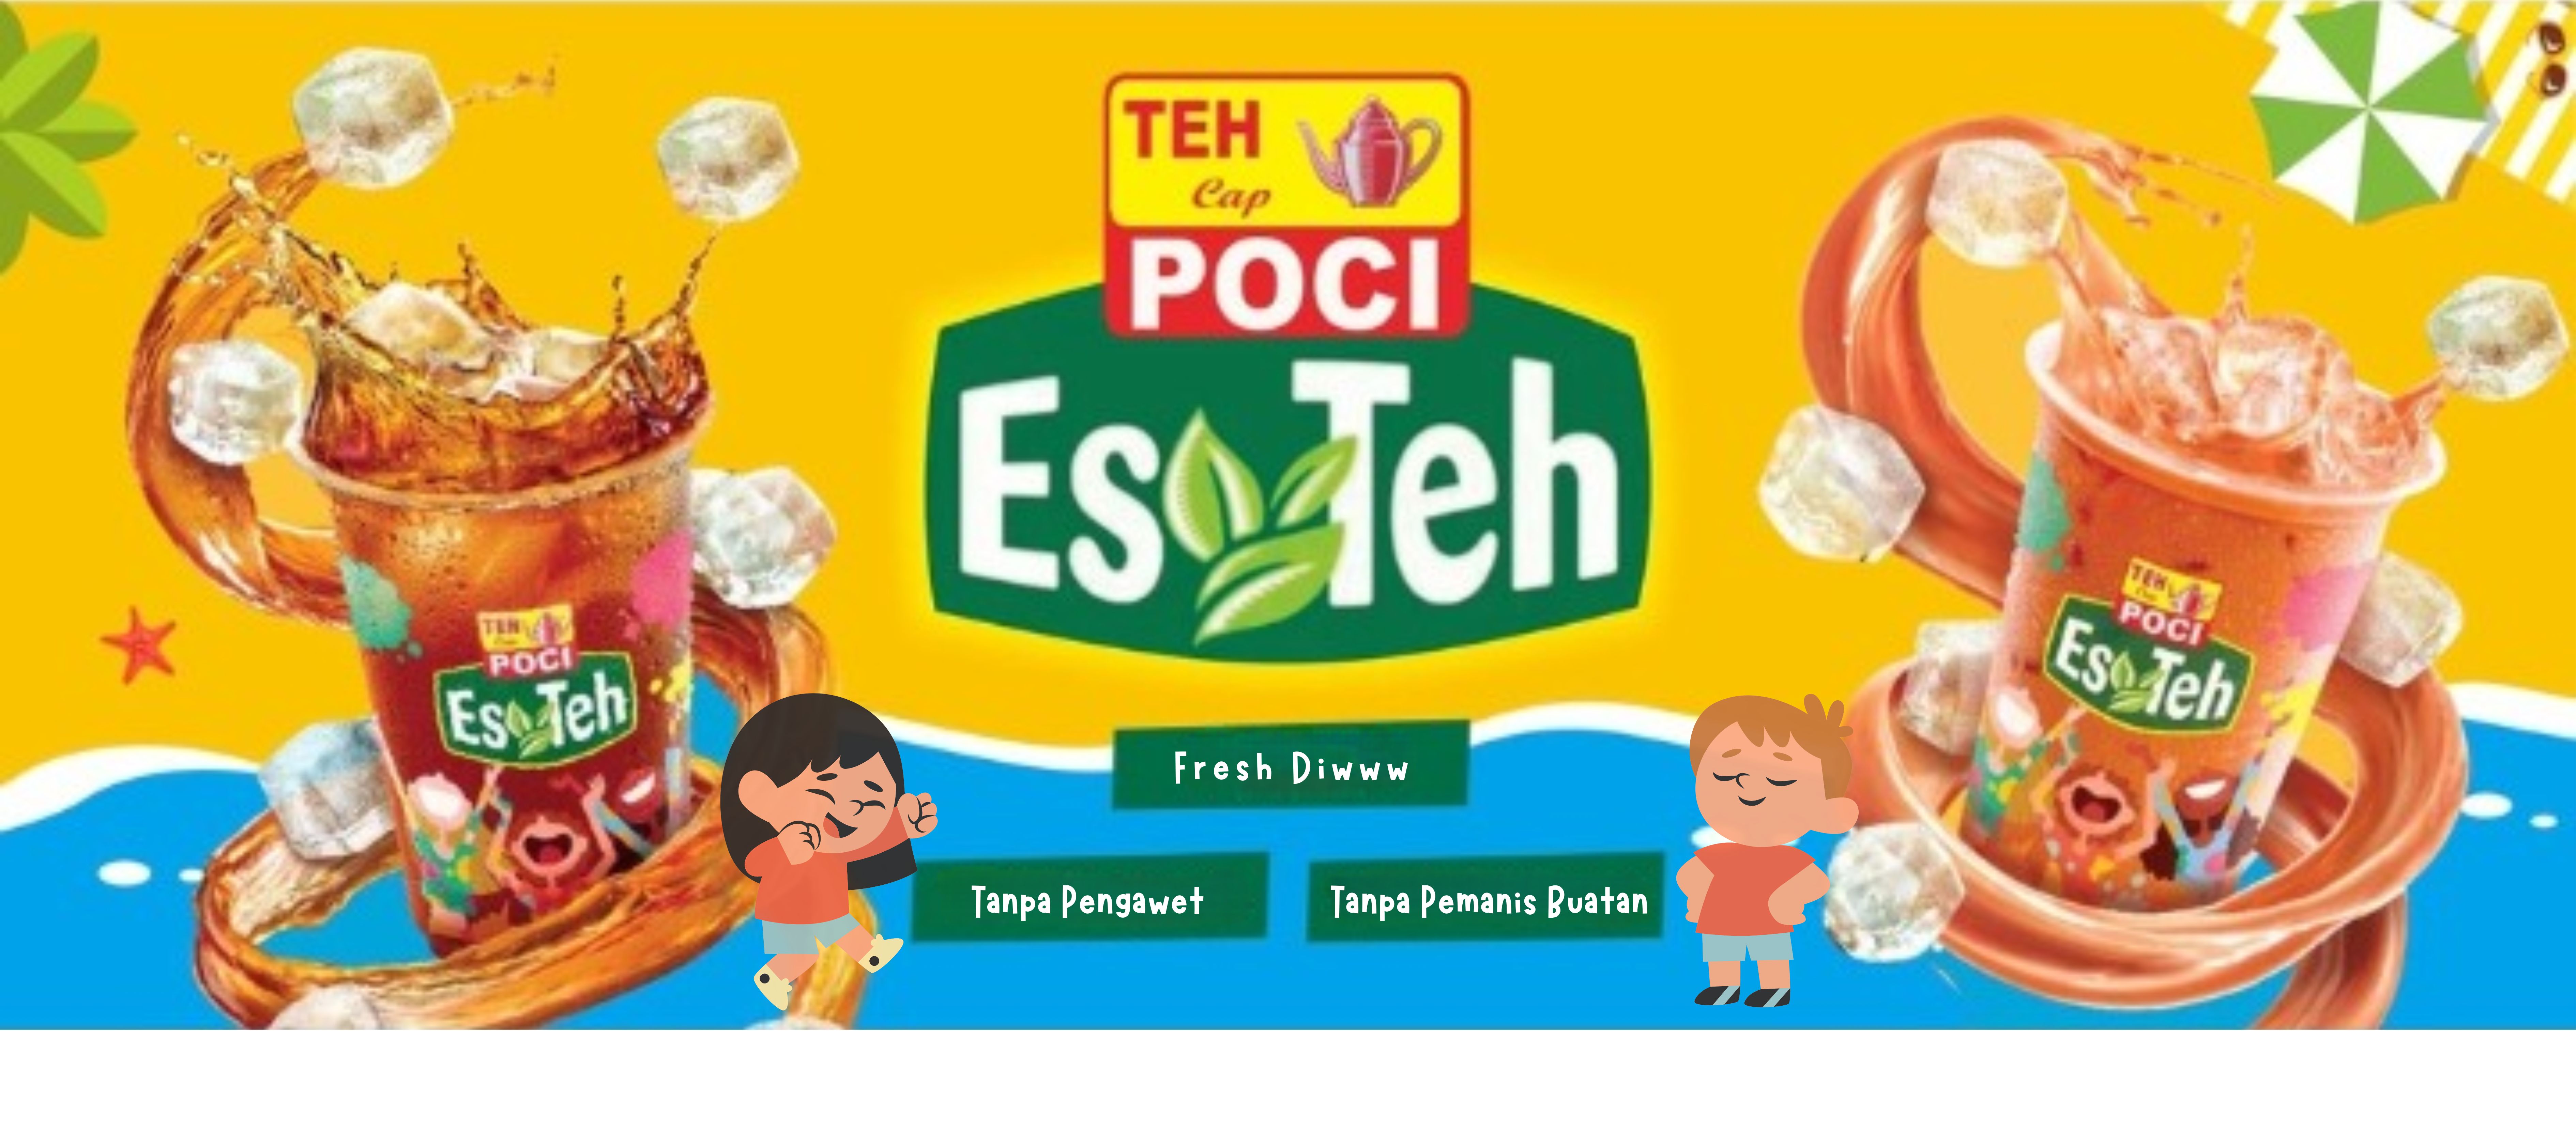 TEH
Cap
POCI
Es Teh
TEH
POCI
Es Teh
TEH
POCI
Es Teh
Fresh Diwww
Tanpa Pengawet
Tanpa Pemanis Buatan